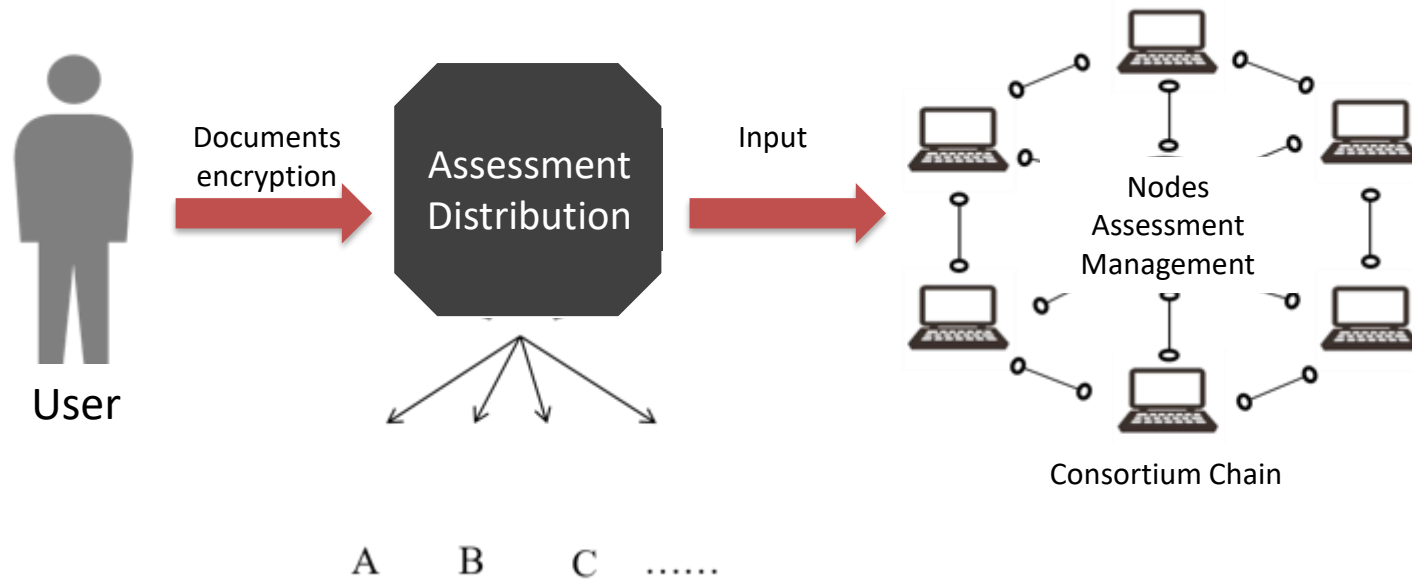 User
Documents
encryption
Assessment
Distribution
Input
Nodes
Assessment
Management
Consortium Chain
A B C ......